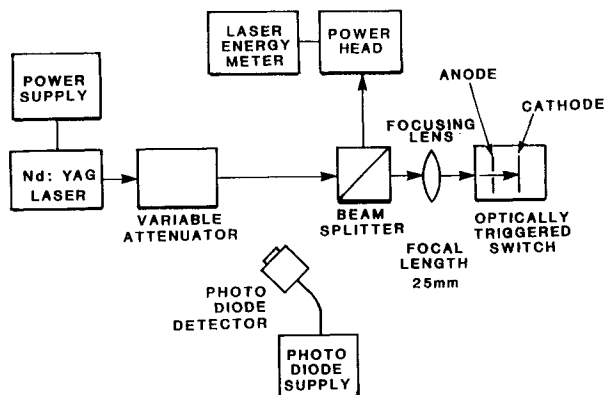 LASER
ENERGY
METER
POWER
HEAD
POWER
SUPPLY
ANODE
CATHODE
FOCUSING
LENS
Nd: YAG
LASER
VARIABLE
ATTENUATOR
BEAM
SPLITTER
OPTICALLY
TRIGGERED
SWITCH
FOCAL
LENGTH
25mm
PHOTO
DIODE
DETECTOR
PHOTO
DIODE
SUPPLY